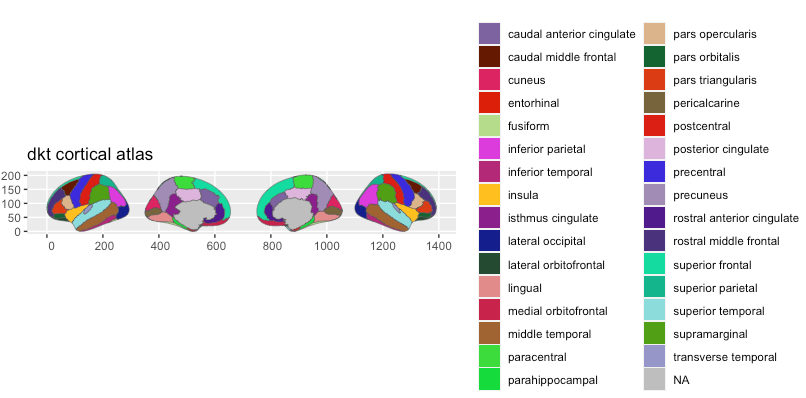 dkt cortical atlas
200
150
100
50
0
0 200 400 600 800 1000 1200 1400
caudal anterior cingulate
caudal middle frontal
cuneus
entorhinal
fusiform
inferior parietal
inferior temporal
insula
isthmus cingulate
lateral occipital
lateral orbitofrontal
lingual
medial orbitofrontal
middle temporal
paracentral
parahippocampal
pars opercularis
pars orbitalis
pars triangularis
pericalcarine
postcentral
posterior cingulate
precentral
precuneus
rostral anterior cingulate
rostral middle frontal
superior frontal
superior parietal
superior temporal
supramarginal
transverse temporal
NA